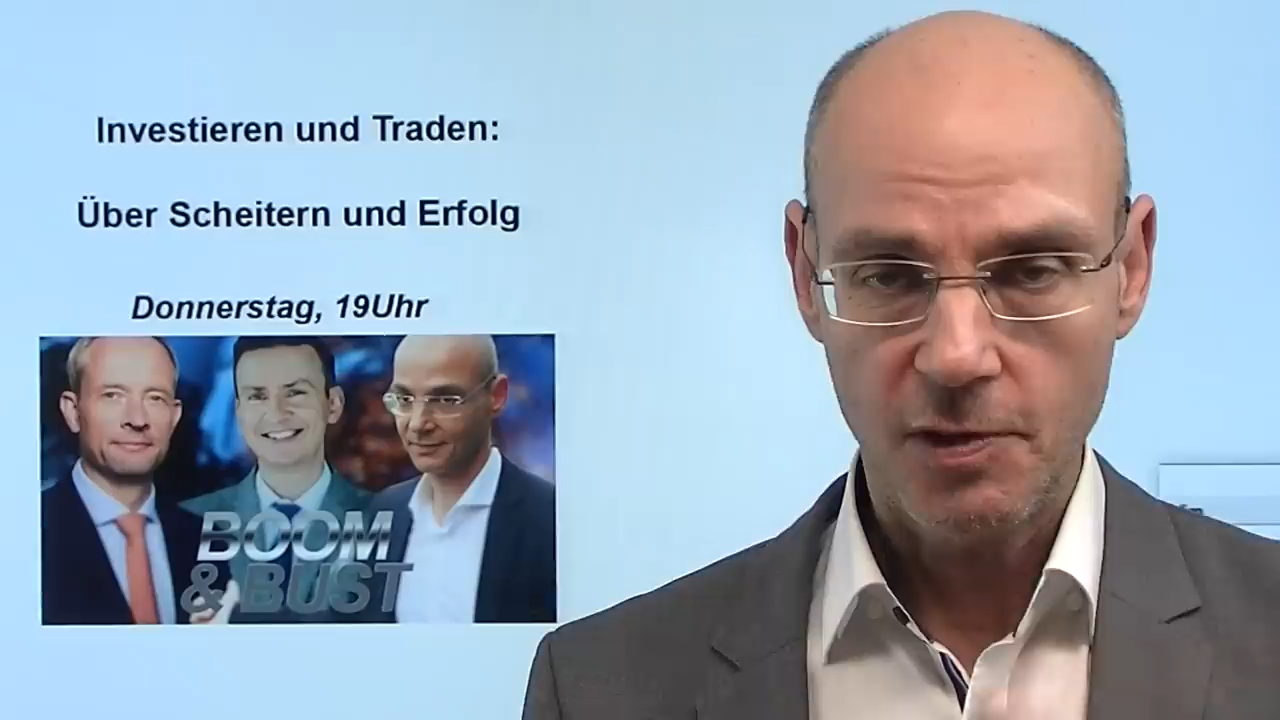 Investieren und Traden:
Über Scheitern und Erfolg
Donnerstag, 19Uhr
BOOM
& BUST